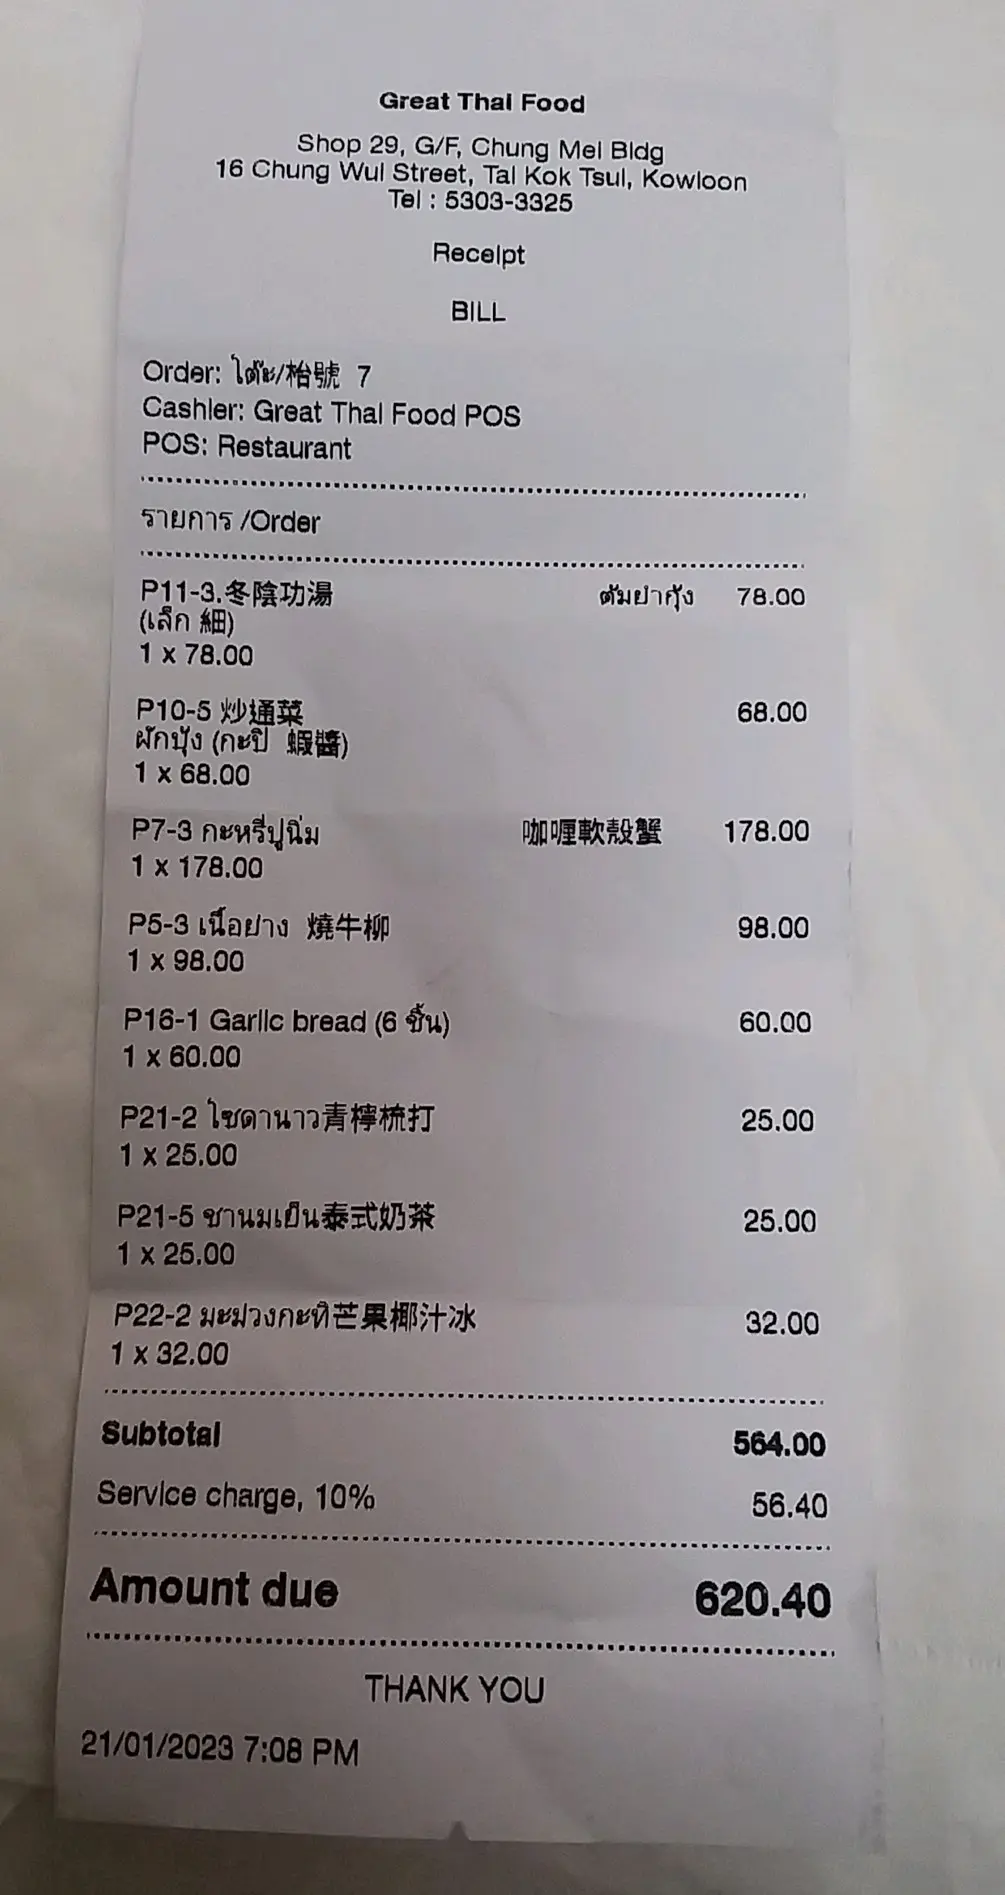 Great Thai Food
Shop 29, G/F, Chung Mei Bldg
16 Chung Wui Street, Tai Kok Tsui, Kowloon
Tel : 5303-3325
Receipt
BILL
Order: โต๊ะ/枱號 7
Cashier: Great Thai Food POS
POS: Restaurant
รายการ /Order
P11-3.冬陰功湯 ต้มยำกุ้ง 78.00
(เล็ก 細)
1 x 78.00
P10-5 炒通菜 68.00
ผักบุ้ง (กะปิ 蝦醬)
1 x 68.00
P7-3 กะหรี่ปูนิ่ม 咖喱軟殼蟹 178.00
1 x 178.00
P5-3 เนื้อย่าง 燒牛柳 98.00
1 x 98.00
P16-1 Garlic bread (6 ชิ้น) 60.00
1 x 60.00
P21-2 โซดานาว青檸梳打 25.00
1 x 25.00
P21-5 ชานมเย็น泰式奶茶 25.00
1 x 25.00
P22-2 มะม่วงกะทิ芒果椰汁冰 32.00
1 x 32.00
Subtotal 564.00
Service charge, 10% 56.40
Amount due 620.40
THANK YOU
21/01/2023 7:08 PM